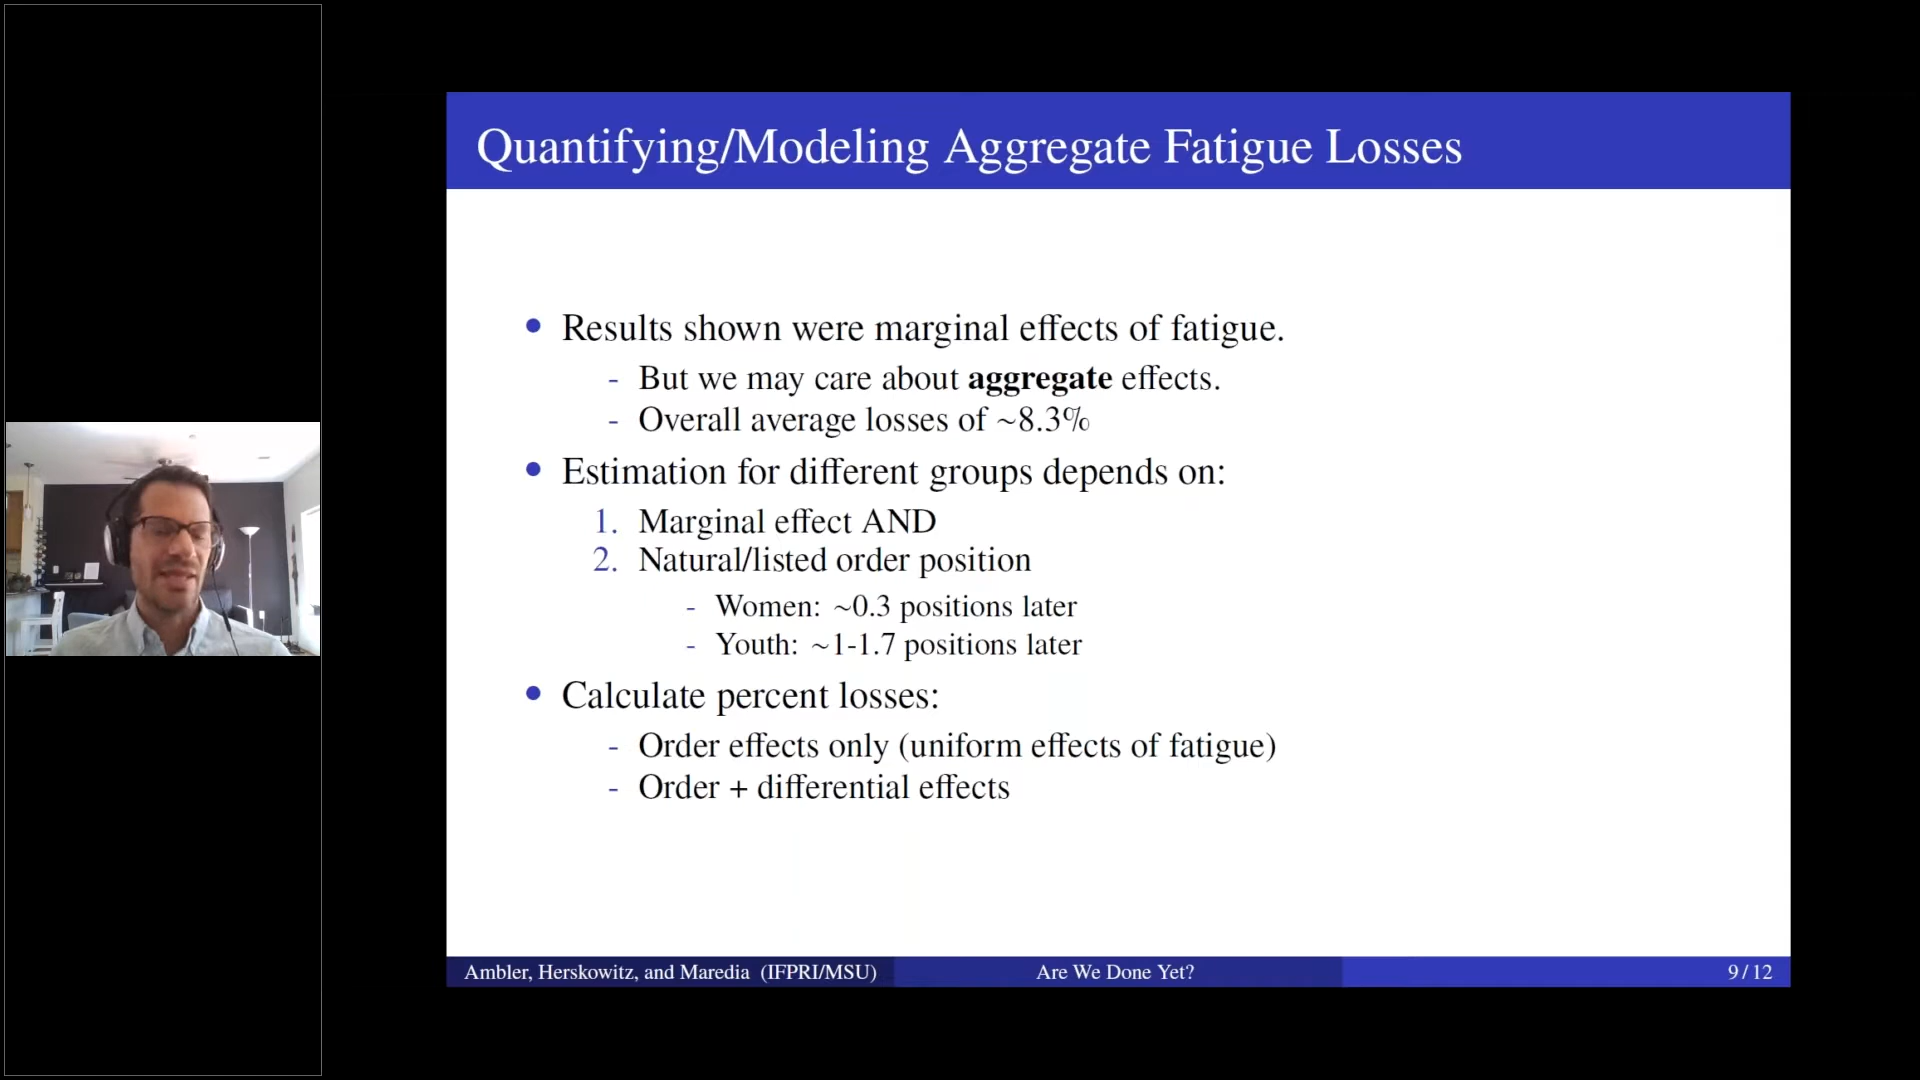 Quantifying/Modeling Aggregate Fatigue Losses
• Results shown were marginal effects of fatigue.
- But we may care about aggregate effects.
- Overall average losses of ~8.3%
• Estimation for different groups depends on:
1. Marginal effect AND
2. Natural/listed order position
- Women: ~0.3 positions later
- Youth: ~1-1.7 positions later
• Calculate percent losses:
- Order effects only (uniform effects of fatigue)
- Order + differential effects
Ambler, Herskowitz, and Maredia (IFPRI/MSU) Are We Done Yet? 9 / 12